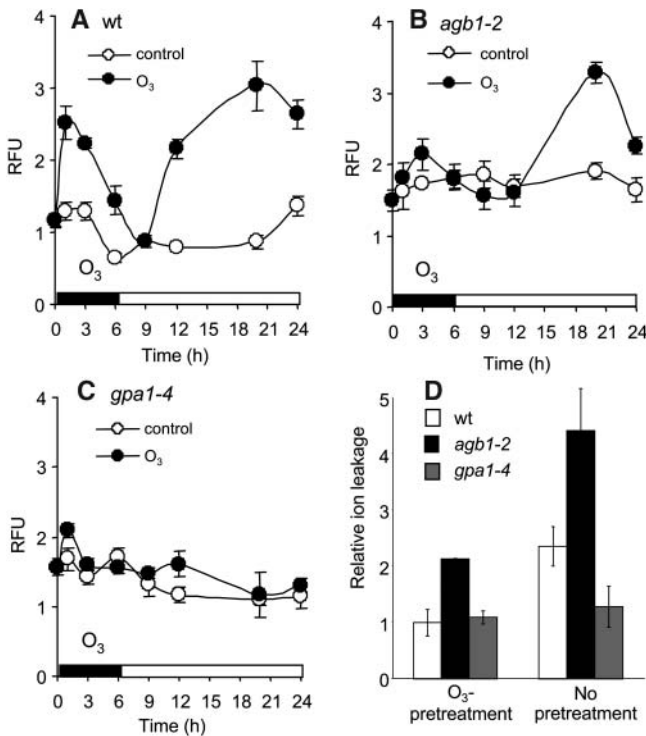 A wt
control
O3
RFU
4
3
2
1
0
O3
0 3 6 9 12 15 18 21 24
Time (h)
B agb1-2
control
O3
RFU
4
3
2
1
0
O3
0 3 6 9 12 15 18 21 24
Time (h)
C gpa1-4
control
O3
RFU
4
3
2
1
0
O3
0 3 6 9 12 15 18 21 24
Time (h)
D
wt
agb1-2
gpa1-4
Relative ion leakage
5
4
3
2
1
0
O3-
pretreatment
No
pretreatment